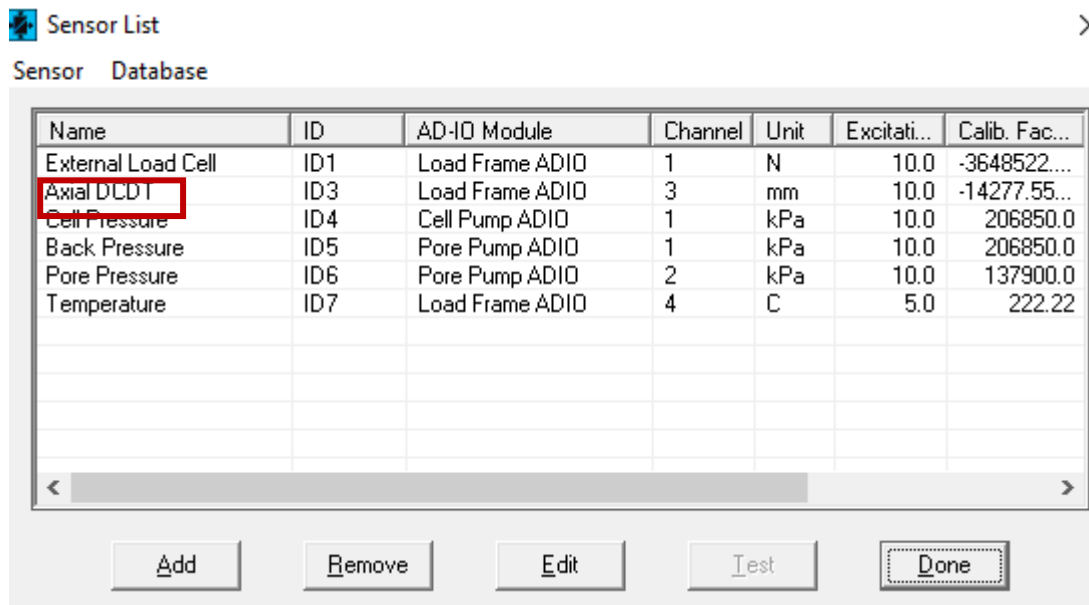 Sensor List
Sensor Database
Name ID AD-IO Module Channel Unit Excitati... Calib. Fac...
External Load Cell ID1 Load Frame ADIO 1 N 10.0 -3648522....
Axial DCDT ID3 Load Frame ADIO 3 mm 10.0 -14277.55...
Cell Pressure ID4 Cell Pump ADIO 1 kPa 10.0 206850.0
Back Pressure ID5 Pore Pump ADIO 1 kPa 10.0 206850.0
Pore Pressure ID6 Pore Pump ADIO 2 kPa 10.0 137900.0
Temperature ID7 Load Frame ADIO 4 C 5.0 222.22
Add Remove Edit Test Done